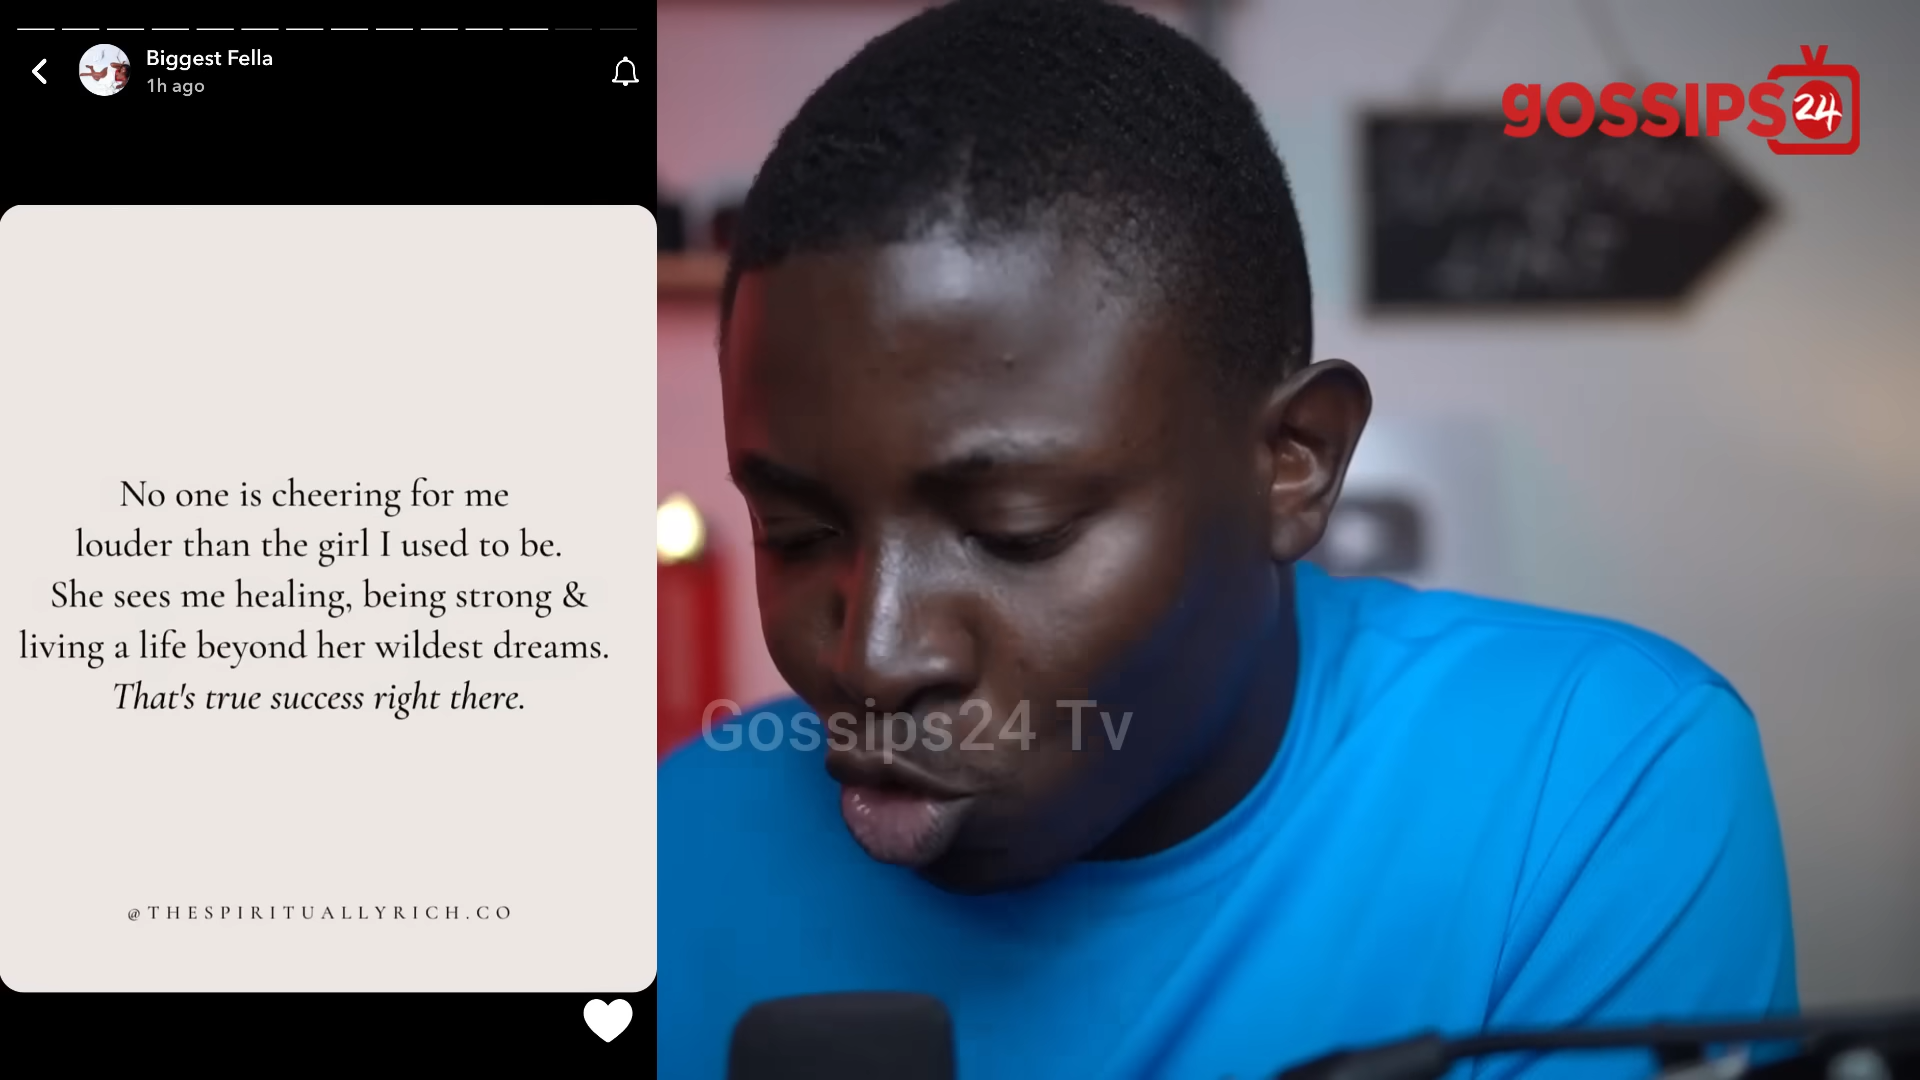 Biggest Fella
1h ago
No one is cheering for me
louder than the girl I used to be.
She sees me healing, being strong &
living a life beyond her wildest dreams.
That's true success right there.
@THESPIRITUALLYRICH.CO
GOSSIPS24
Gossips24 Tv